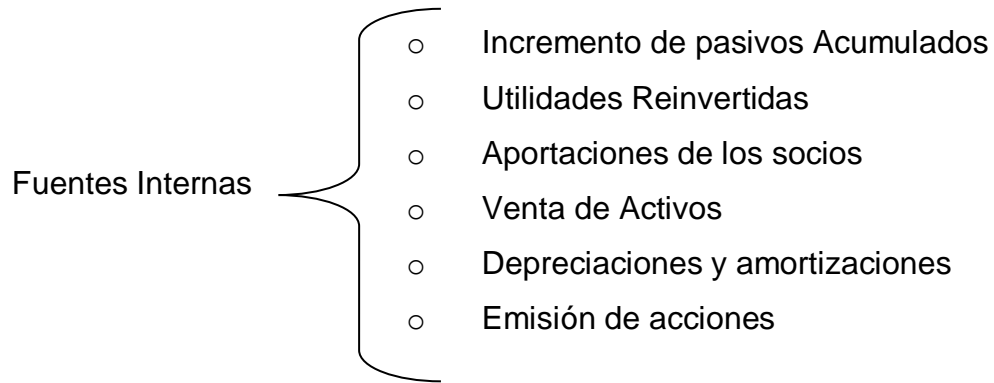 Fuentes Internas
o Incremento de pasivos Acumulados
o Utilidades Reinvertidas
o Aportaciones de los socios
o Venta de Activos
o Depreciaciones y amortizaciones
o Emisión de acciones